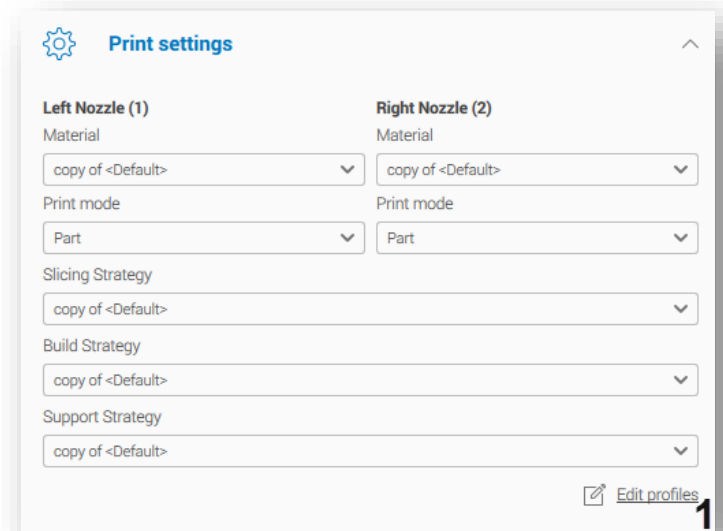 Print settings
Left Nozzle (1) Right Nozzle (2)
Material Material
copy of <Default> copy of <Default>
Print mode Print mode
Part Part
Slicing Strategy
copy of <Default>
Build Strategy
copy of <Default>
Support Strategy
copy of <Default>
Edit profiles
1